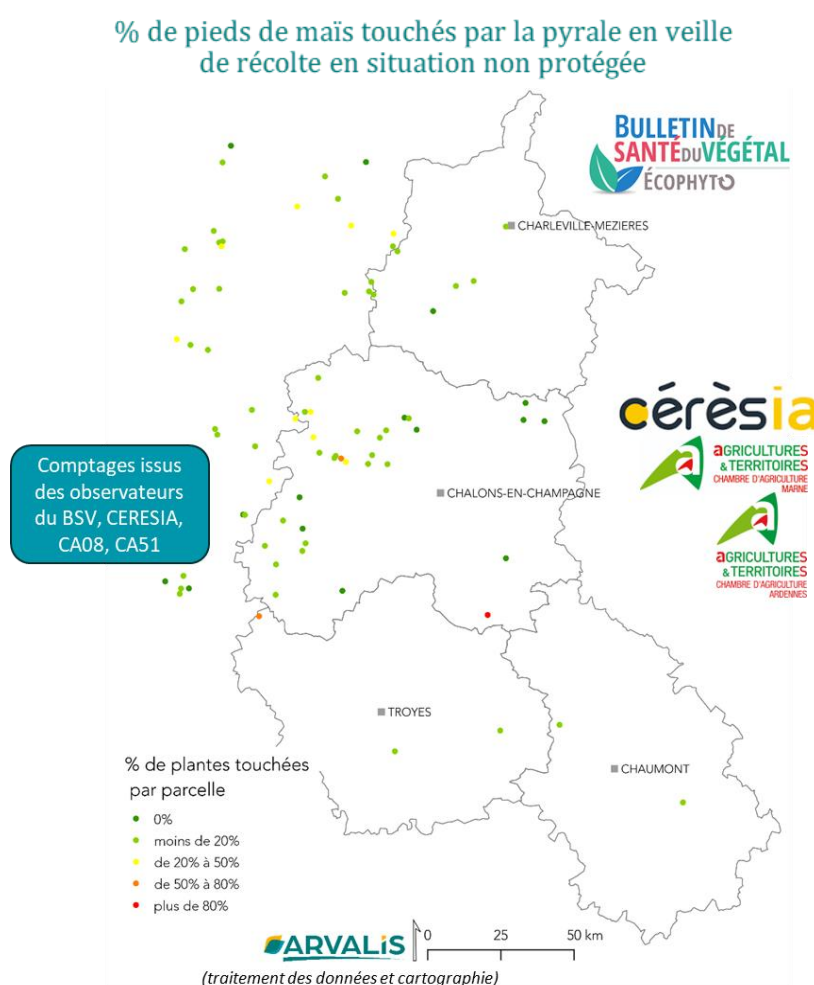 % de pieds de maïs touchés par la pyrale en veille
de récolte en situation non protégée
BULLETIN DE
SANTÉ DU VÉGÉTAL
ÉCOPHYTO
CHARLEVILLE-MEZIERES
cérèsia
AGRICULTURES
& TERRITOIRES
CHAMBRE D'AGRICULTURE
MARNE
Comptages issus
des observateurs
du BSV, CERESIA,
CA08, CA51
CHALONS-EN-CHAMPAGNE
AGRICULTURES
& TERRITOIRES
CHAMBRE D'AGRICULTURE
ARDENNES
TROYES
CHAUMONT
% de plantes touchées
par parcelle
0%
moins de 20%
de 20% à 50%
de 50% à 80%
plus de 80%
ARVALIS
0 25 50 km
(traitement des données et cartographie)